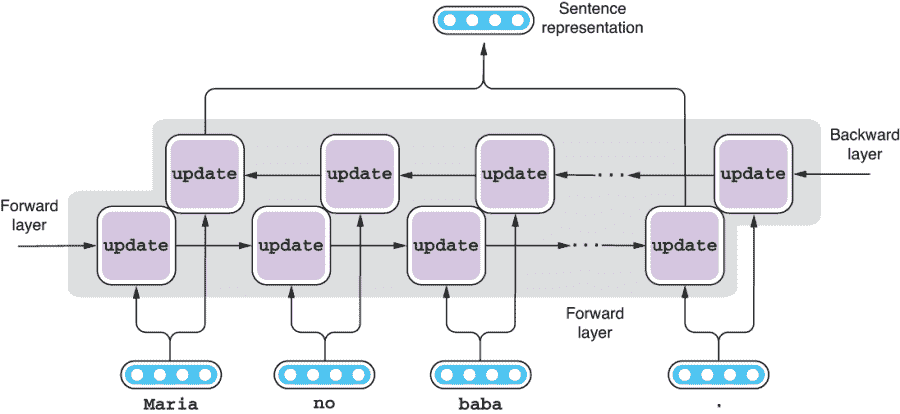 Sentence
representation
Backward
layer
update
update
update
update
Forward
layer
update
update
update
update
Forward
layer
Maria
no
baba
.